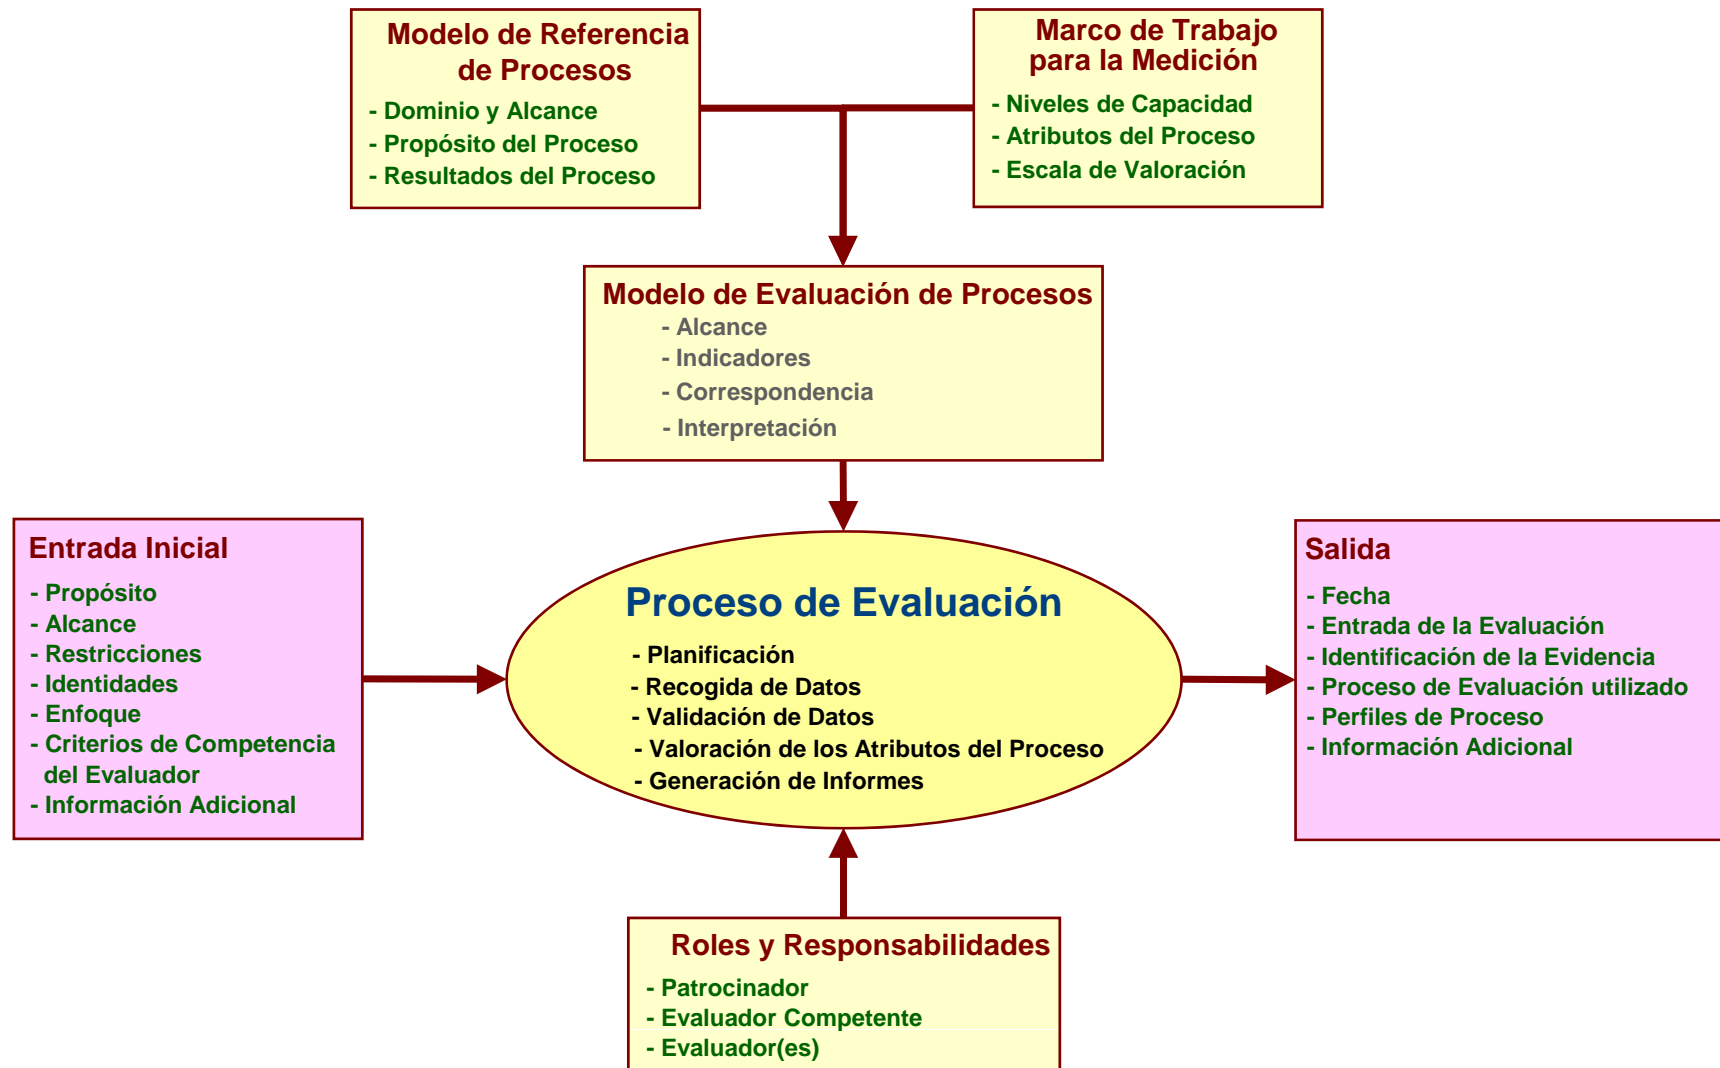 Modelo de Referencia
de Procesos
- Dominio y Alcance
- Propósito del Proceso
- Resultados del Proceso
Marco de Trabajo
para la Medición
- Niveles de Capacidad
- Atributos del Proceso
- Escala de Valoración
Modelo de Evaluación de Procesos
- Alcance
- Indicadores
- Correspondencia
- Interpretación
Entrada Inicial
- Propósito
- Alcance
- Restricciones
- Identidades
- Enfoque
- Criterios de Competencia
del Evaluador
- Información Adicional
Proceso de Evaluación
- Planificación
- Recogida de Datos
- Validación de Datos
- Valoración de los Atributos del Proceso
- Generación de Informes
Salida
- Fecha
- Entrada de la Evaluación
- Identificación de la Evidencia
- Proceso de Evaluación utilizado
- Perfiles de Proceso
- Información Adicional
Roles y Responsabilidades
- Patrocinador
- Evaluador Competente
- Evaluador(es)